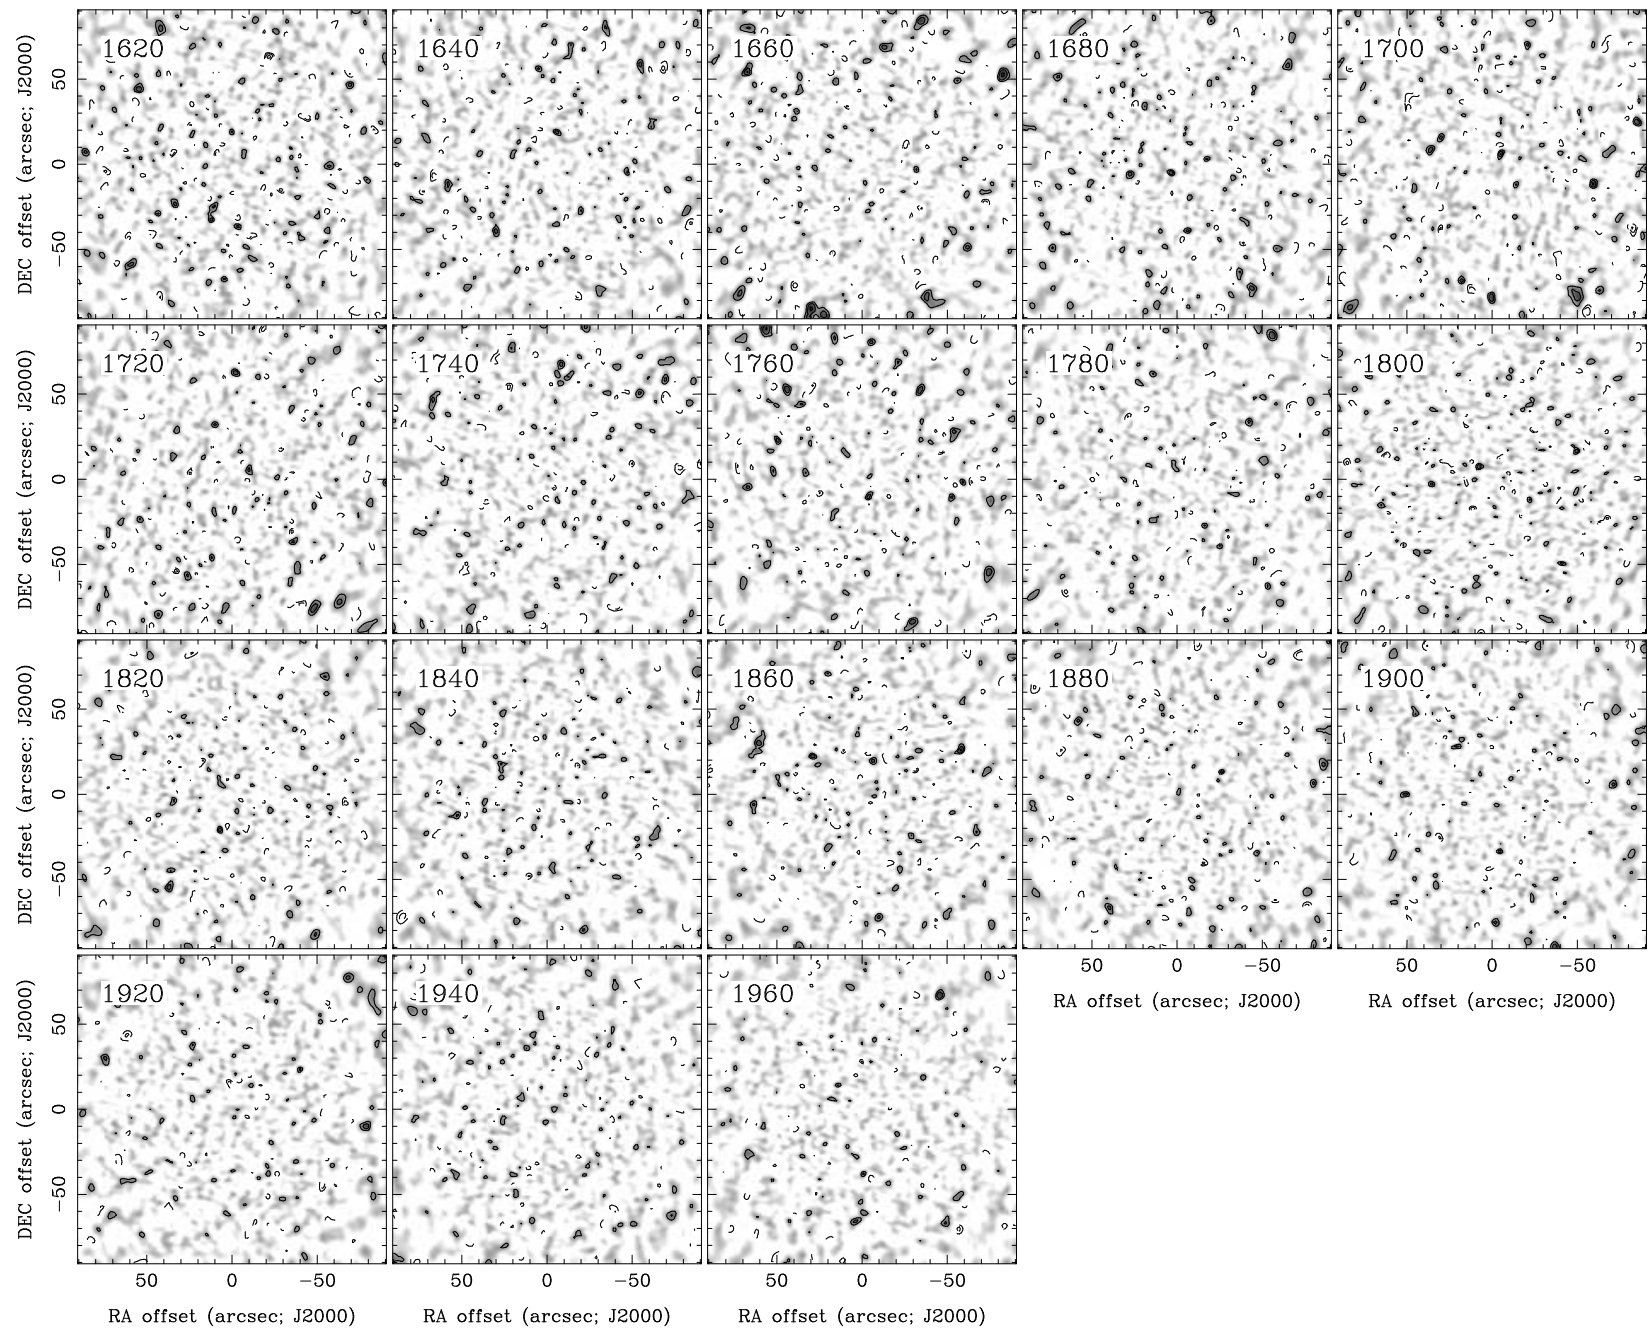 1620 1640 1660 1680 1700
DEC offset (arcsec; J2000)
50
0
−50
1720 1740 1760 1780 1800
DEC offset (arcsec; J2000)
50
0
−50
1820 1840 1860 1880 1900
DEC offset (arcsec; J2000)
50
0
−50
50 0 −50 50 0 −50
RA offset (arcsec; J2000) RA offset (arcsec; J2000)
1920 1940 1960
DEC offset (arcsec; J2000)
50
0
−50
50 0 −50 50 0 −50 50 0 −50
RA offset (arcsec; J2000) RA offset (arcsec; J2000) RA offset (arcsec; J2000)